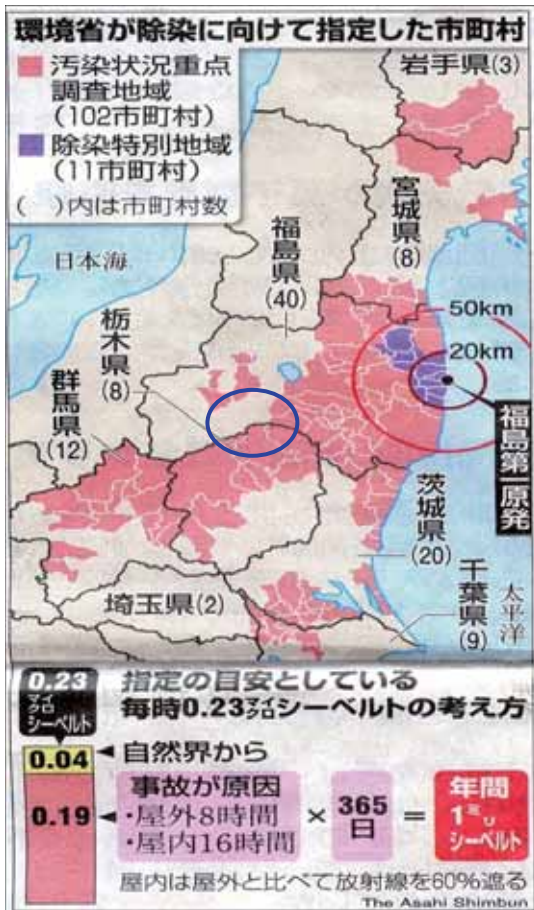 環境省が除染に向けて指定した市町村
汚染状況重点
調査地域
(102市町村)
除染特別地域
(11市町村)
( )内は市町村数
岩手県(3)
宮城県
(8)
福島県
(40)
日本海
栃木県
(8)
群馬県
(12)
50km
20km
福島第一原発
茨城県
(20)
埼玉県(2)
千葉県
(9)
太平洋
0.23
マイクロ
シーベルト
指定の目安としている
毎時0.23マイクロシーベルトの考え方
0.04
自然界から
0.19
事故が原因
・屋外8時間
・屋内16時間
×
365
日
=
年間
1ミリ
シーベルト
屋内は屋外と比べて放射線を60%遮る
The Asahi Shimbun